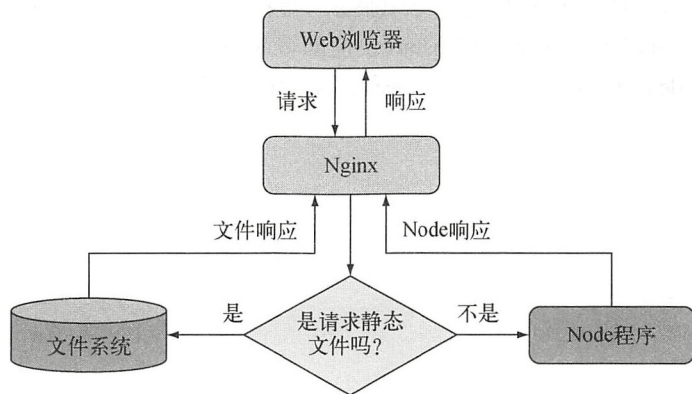 Web浏览器
请求
响应
Nginx
文件响应
Node响应
是
是请求静态
文件吗？
不是
文件系统
Node程序